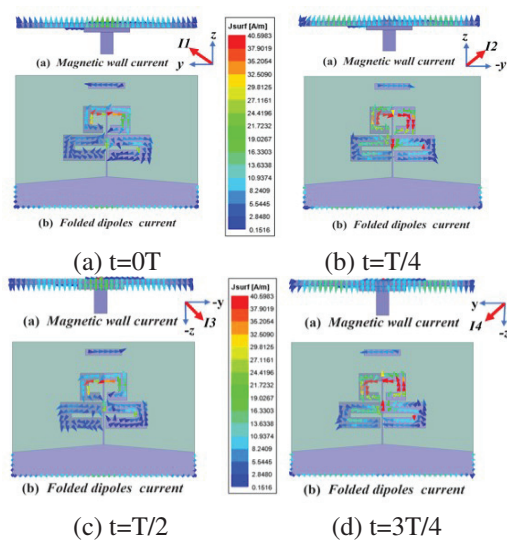 I1
z
y
(a) Magnetic wall current
(b) Folded dipoles current
(a) t=0T
Jsurf [A/m]
40.6983
37.9019
36.2054
32.5090
29.8125
27.1161
24.4196
21.7232
19.0267
16.3303
13.6338
10.9374
8.2409
5.5445
2.8480
0.1516
z
I2
-y
(a) Magnetic wall current
(b) Folded dipoles current
(b) t=T/4
-y
I3
-z
(a) Magnetic wall current
(b) Folded dipoles current
(c) t=T/2
Jsurf [A/m]
40.6983
37.9019
36.2054
32.5090
29.8125
27.1161
24.4196
21.7232
19.0267
16.3303
13.6338
10.9374
8.2409
5.5445
2.8480
0.1516
y
I4
-z
(a) Magnetic wall current
(b) Folded dipoles current
(d) t=3T/4